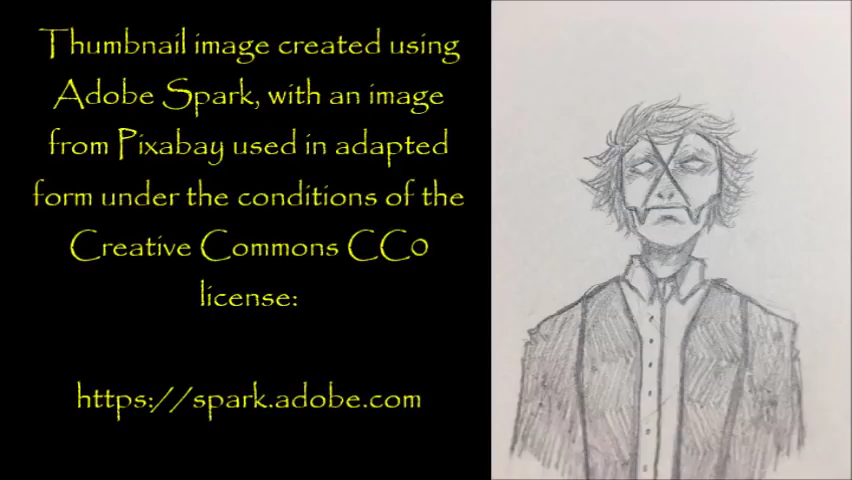 Thumbnail image created using
Adobe Spark, with an image
from Pixabay used in adapted
form under the conditions of the
Creative Commons CC0
license:
https://spark.adobe.com